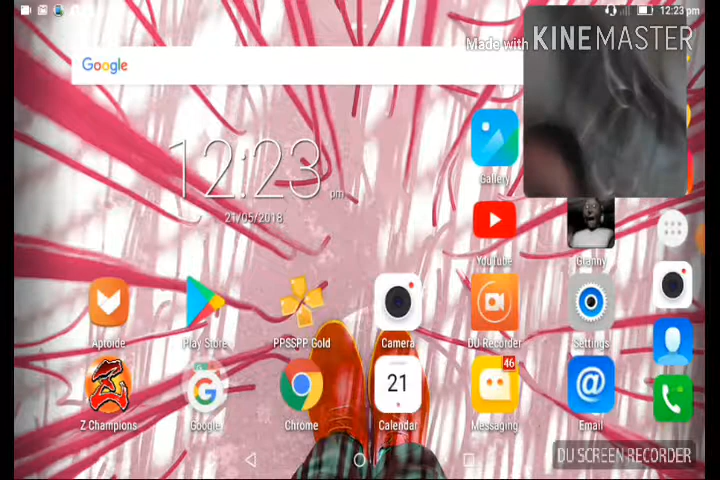 12:23 pm
Made with KINEMASTER
Google
12:23 pm
21/05/2018
Gallery
YouTube
Granny
Aptoide
Play Store
PPSSPP Gold
Camera
DU Recorder
Settings
21
46
Z Champions
Google
Chrome
Calendar
Messaging
Email
DU SCREEN RECORDER